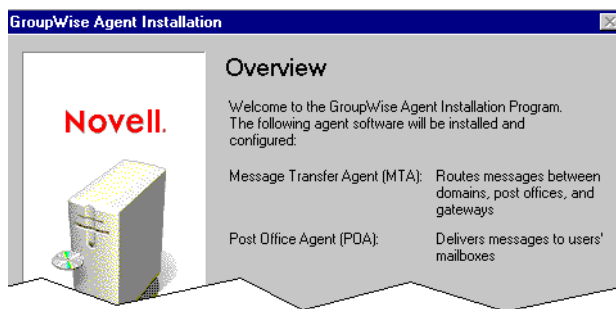 GroupWise Agent Installation
Novell.
Overview
Welcome to the GroupWise Agent Installation Program.
The following agent software will be installed and
configured:
Message Transfer Agent (MTA): Routes messages between
domains, post offices, and
gateways
Post Office Agent (POA): Delivers messages to users'
mailboxes